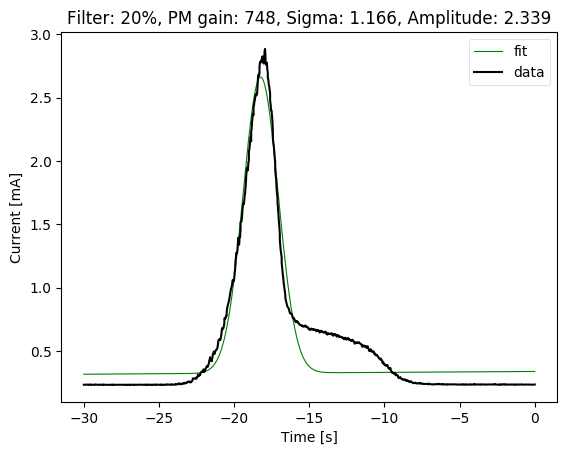 Filter: 20%, PM gain: 748, Sigma: 1.166, Amplitude: 2.339
fit
data
3.0
2.5
2.0
1.5
1.0
0.5
Current [mA]
−30
−25
−20
−15
−10
−5
0
Time [s]